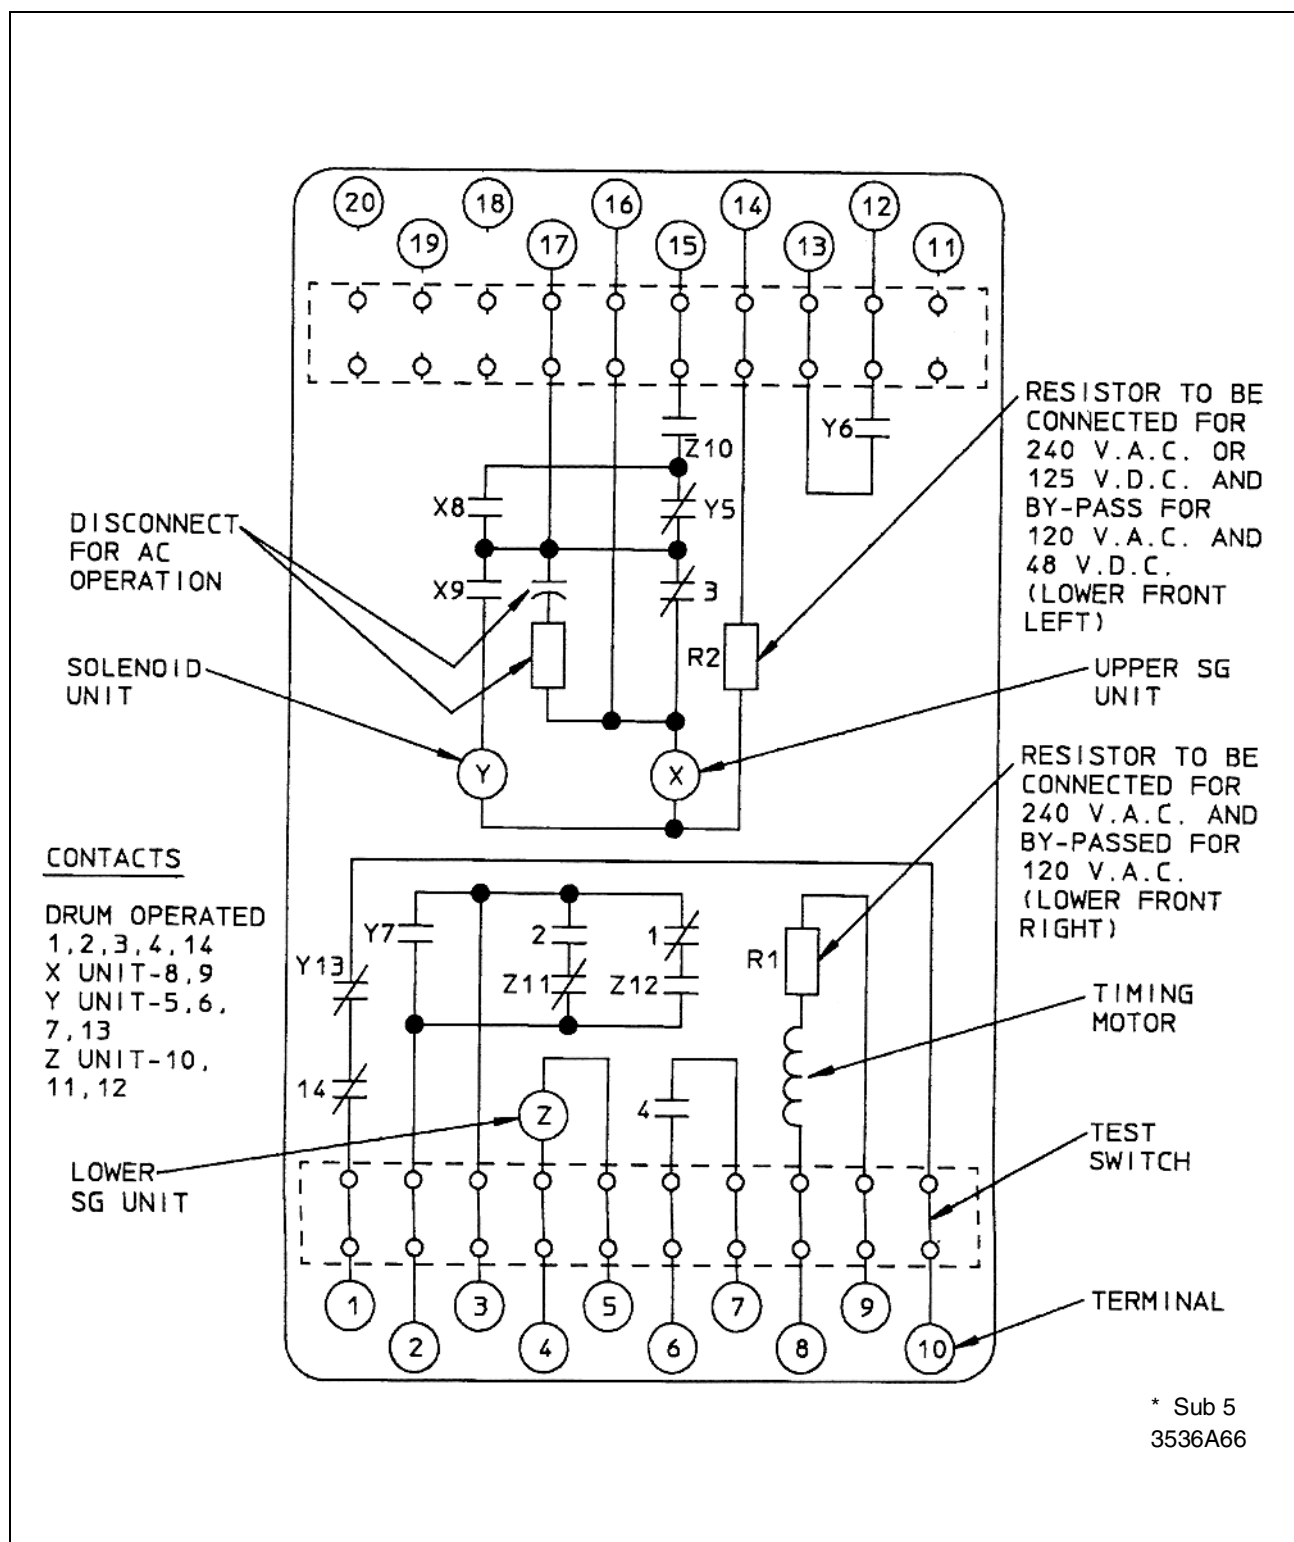 20
18
16
14
12
19
17
15
13
11
RESISTOR TO BE
CONNECTED FOR
240 V.A.C. OR
125 V.D.C. AND
BY-PASS FOR
120 V.A.C. AND
48 V.D.C.
(LOWER FRONT
LEFT)
Y6
Z10
X8
Y5
DISCONNECT
FOR AC
OPERATION
X9
3
R2
SOLENOID
UNIT
UPPER SG
UNIT
Y
X
RESISTOR TO BE
CONNECTED FOR
240 V.A.C. AND
BY-PASSED FOR
120 V.A.C.
(LOWER FRONT
RIGHT)
CONTACTS
DRUM OPERATED
1,2,3,4,14
X UNIT-8,9
Y UNIT-5,6,
7,13
Z UNIT-10,
11,12
Y7
2
1
Y13
Z11
Z12
R1
TIMING
MOTOR
14
Z
4
TEST
SWITCH
LOWER
SG UNIT
1
3
5
7
9
TERMINAL
2
4
6
8
10
* Sub 5
3536A66